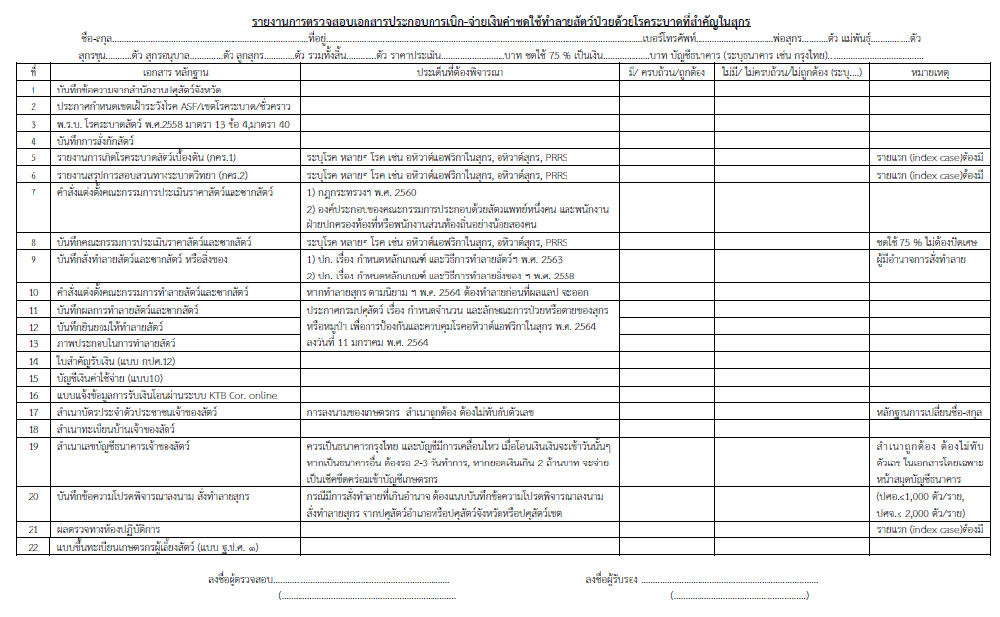 รายงานการตรวจสอบเอกสารประกอบการเบิก-จ่ายเงินค่าชดใช้ทำลายสัตว์ป่วยด้วยโรคระบาดที่สำคัญในสุกร
ชื่อ-สกุล..........ที่อยู่..........เบอร์โทรศัพท์..........พ่อสุกร.........ตัว แม่พันธุ์..........ตัว
สุกรขุน.........ตัว สุกรอนุบาล.........ตัว ลูกสุกร.........ตัว รวมทั้งสิ้น.........ตัว ราคาประเมิน..........บาท ชดใช้ 75 % เป็นเงิน..........บาท บัญชีธนาคาร (ระบุธนาคาร เช่น กรุงไทย)..........
ที่ เอกสาร หลักฐาน ประเด็นที่ต้องพิจารณา มี/ ครบถ้วน/ถูกต้อง ไม่มี/ ไม่ครบถ้วน/ไม่ถูกต้อง (ระบุ....) หมายเหตุ
1 บันทึกข้อความจากสำนักงานปศุสัตว์จังหวัด
2 ประกาศกำหนดเขตเฝ้าระวังโรค ASF/เขตโรคระบาด/ชั่วคราว
3 พ.ร.บ. โรคระบาดสัตว์ พ.ศ.2558 มาตรา 13 ข้อ 4,มาตรา 40
4 บันทึกการสั่งกักสัตว์
5 รายงานการเกิดโรคระบาดสัตว์เบื้องต้น (กคร.1) ระบุโรค หลายๆ โรค เช่น อหิวาต์แอฟริกาในสุกร, อหิวาต์สุกร, PRRS รายแรก (index case)ต้องมี
6 รายงานสรุปการสอบสวนทางระบาดวิทยา (กคร.2) ระบุโรค หลายๆ โรค เช่น อหิวาต์แอฟริกาในสุกร, อหิวาต์สุกร, PRRS รายแรก (index case)ต้องมี
7 คำสั่งแต่งตั้งคณะกรรมการประเมินราคาสัตว์และซากสัตว์ 1) กฎกระทรวงฯ พ.ศ. 2560
2) องค์ประกอบของคณะกรรมการประกอบด้วยสัตวแพทย์หนึ่งคน และพนักงาน
ฝ่ายปกครองท้องที่หรือพนักงานส่วนท้องถิ่นอย่างน้อยสองคน
8 บันทึกคณะกรรมการประเมินราคาสัตว์และซากสัตว์ ระบุโรค หลายๆ โรค เช่น อหิวาต์แอฟริกาในสุกร, อหิวาต์สุกร, PRRS ชดใช้ 75 % ไม่ต้องปัดเศษ
9 บันทึกสั่งทำลายสัตว์และซากสัตว์ หรือสิ่งของ 1) ปก. เรื่อง กำหนดหลักเกณฑ์ และวิธีการทำลายสัตว์ฯ พ.ศ. 2563 ผู้มีอำนาจการสั่งทำลาย
2) ปก. เรื่อง กำหนดหลักเกณฑ์ และวิธีการทำลายสิ่งของ ฯ พ.ศ. 2558
10 คำสั่งแต่งตั้งคณะกรรมการทำลายสัตว์และซากสัตว์ หากทำลายสุกร ตามนิยาม ฯ พ.ศ. 2564 ต้องทำลายก่อนที่ผลแลป จะออก
11 บันทึกผลการทำลายสัตว์และซากสัตว์ ประกาศกรมปศุสัตว์ เรื่อง กำหนดจำนวน และลักษณะการป่วยหรือตายของสุกร
12 บันทึกยินยอมให้ทำลายสัตว์ หรือหมูป่า เพื่อการป้องกันและควบคุมโรคอหิวาต์แอฟริกาในสุกร พ.ศ. 2564
13 ภาพประกอบในการทำลายสัตว์ ลงวันที่ 11 มกราคม พ.ศ. 2564
14 ใบสำคัญรับเงิน (แบบ กปศ.12)
15 บัญชีเงินค่าใช้จ่าย (แบบ10)
16 แบบแจ้งข้อมูลการรับเงินโอนผ่านระบบ KTB Cor. online
17 สำเนาบัตรประจำตัวประชาชนเจ้าของสัตว์ การลงนามของเกษตรกร สำเนาถูกต้อง ต้องไม่ทับกับตัวเลข หลักฐานการเปลี่ยนชื่อ-สกุล
18 สำเนาทะเบียนบ้านเจ้าของสัตว์
19 สำเนาเลขบัญชีธนาคารเจ้าของสัตว์ ควรเป็นธนาคารกรุงไทย และบัญชีมีการเคลื่อนไหว เมื่อโอนเงินเงินจะเข้าวันนั้นๆ สำเนาถูกต้อง ต้องไม่ทับ
หากเป็นธนาคารอื่น ต้องรอ 2-3 วันทำการ, หากยอดเงินเกิน 2 ล้านบาท จะจ่าย ตัวเลข ในเอกสารโดยเฉพาะ
เป็นเช็คขีดคร่อมเข้าบัญชีเกษตรกร หน้าสมุดบัญชีธนาคาร
20 บันทึกข้อความโปรดพิจารณาลงนาม สั่งทำลายสุกร กรณีมีการสั่งทำลายที่เกินอำนาจ ต้องแนบบันทึกข้อความโปรดพิจารณาลงนาม (ปศอ.≤1,000 ตัว/ราย,
สั่งทำลายสุกร จากปศุสัตว์อำเภอหรือปศุสัตว์จังหวัดหรือปศุสัตว์เขต ปศจ.≤ 2,000 ตัว/ราย)
21 ผลตรวจทางห้องปฏิบัติการ รายแรก (index case)ต้องมี
22 แบบขึ้นทะเบียนเกษตรกรผู้เลี้ยงสัตว์ (แบบ ฐ.ป.ศ. ๑)
ลงชื่อผู้ตรวจสอบ.......... ลงชื่อผู้รับรอง ..........
(.......... (..........)